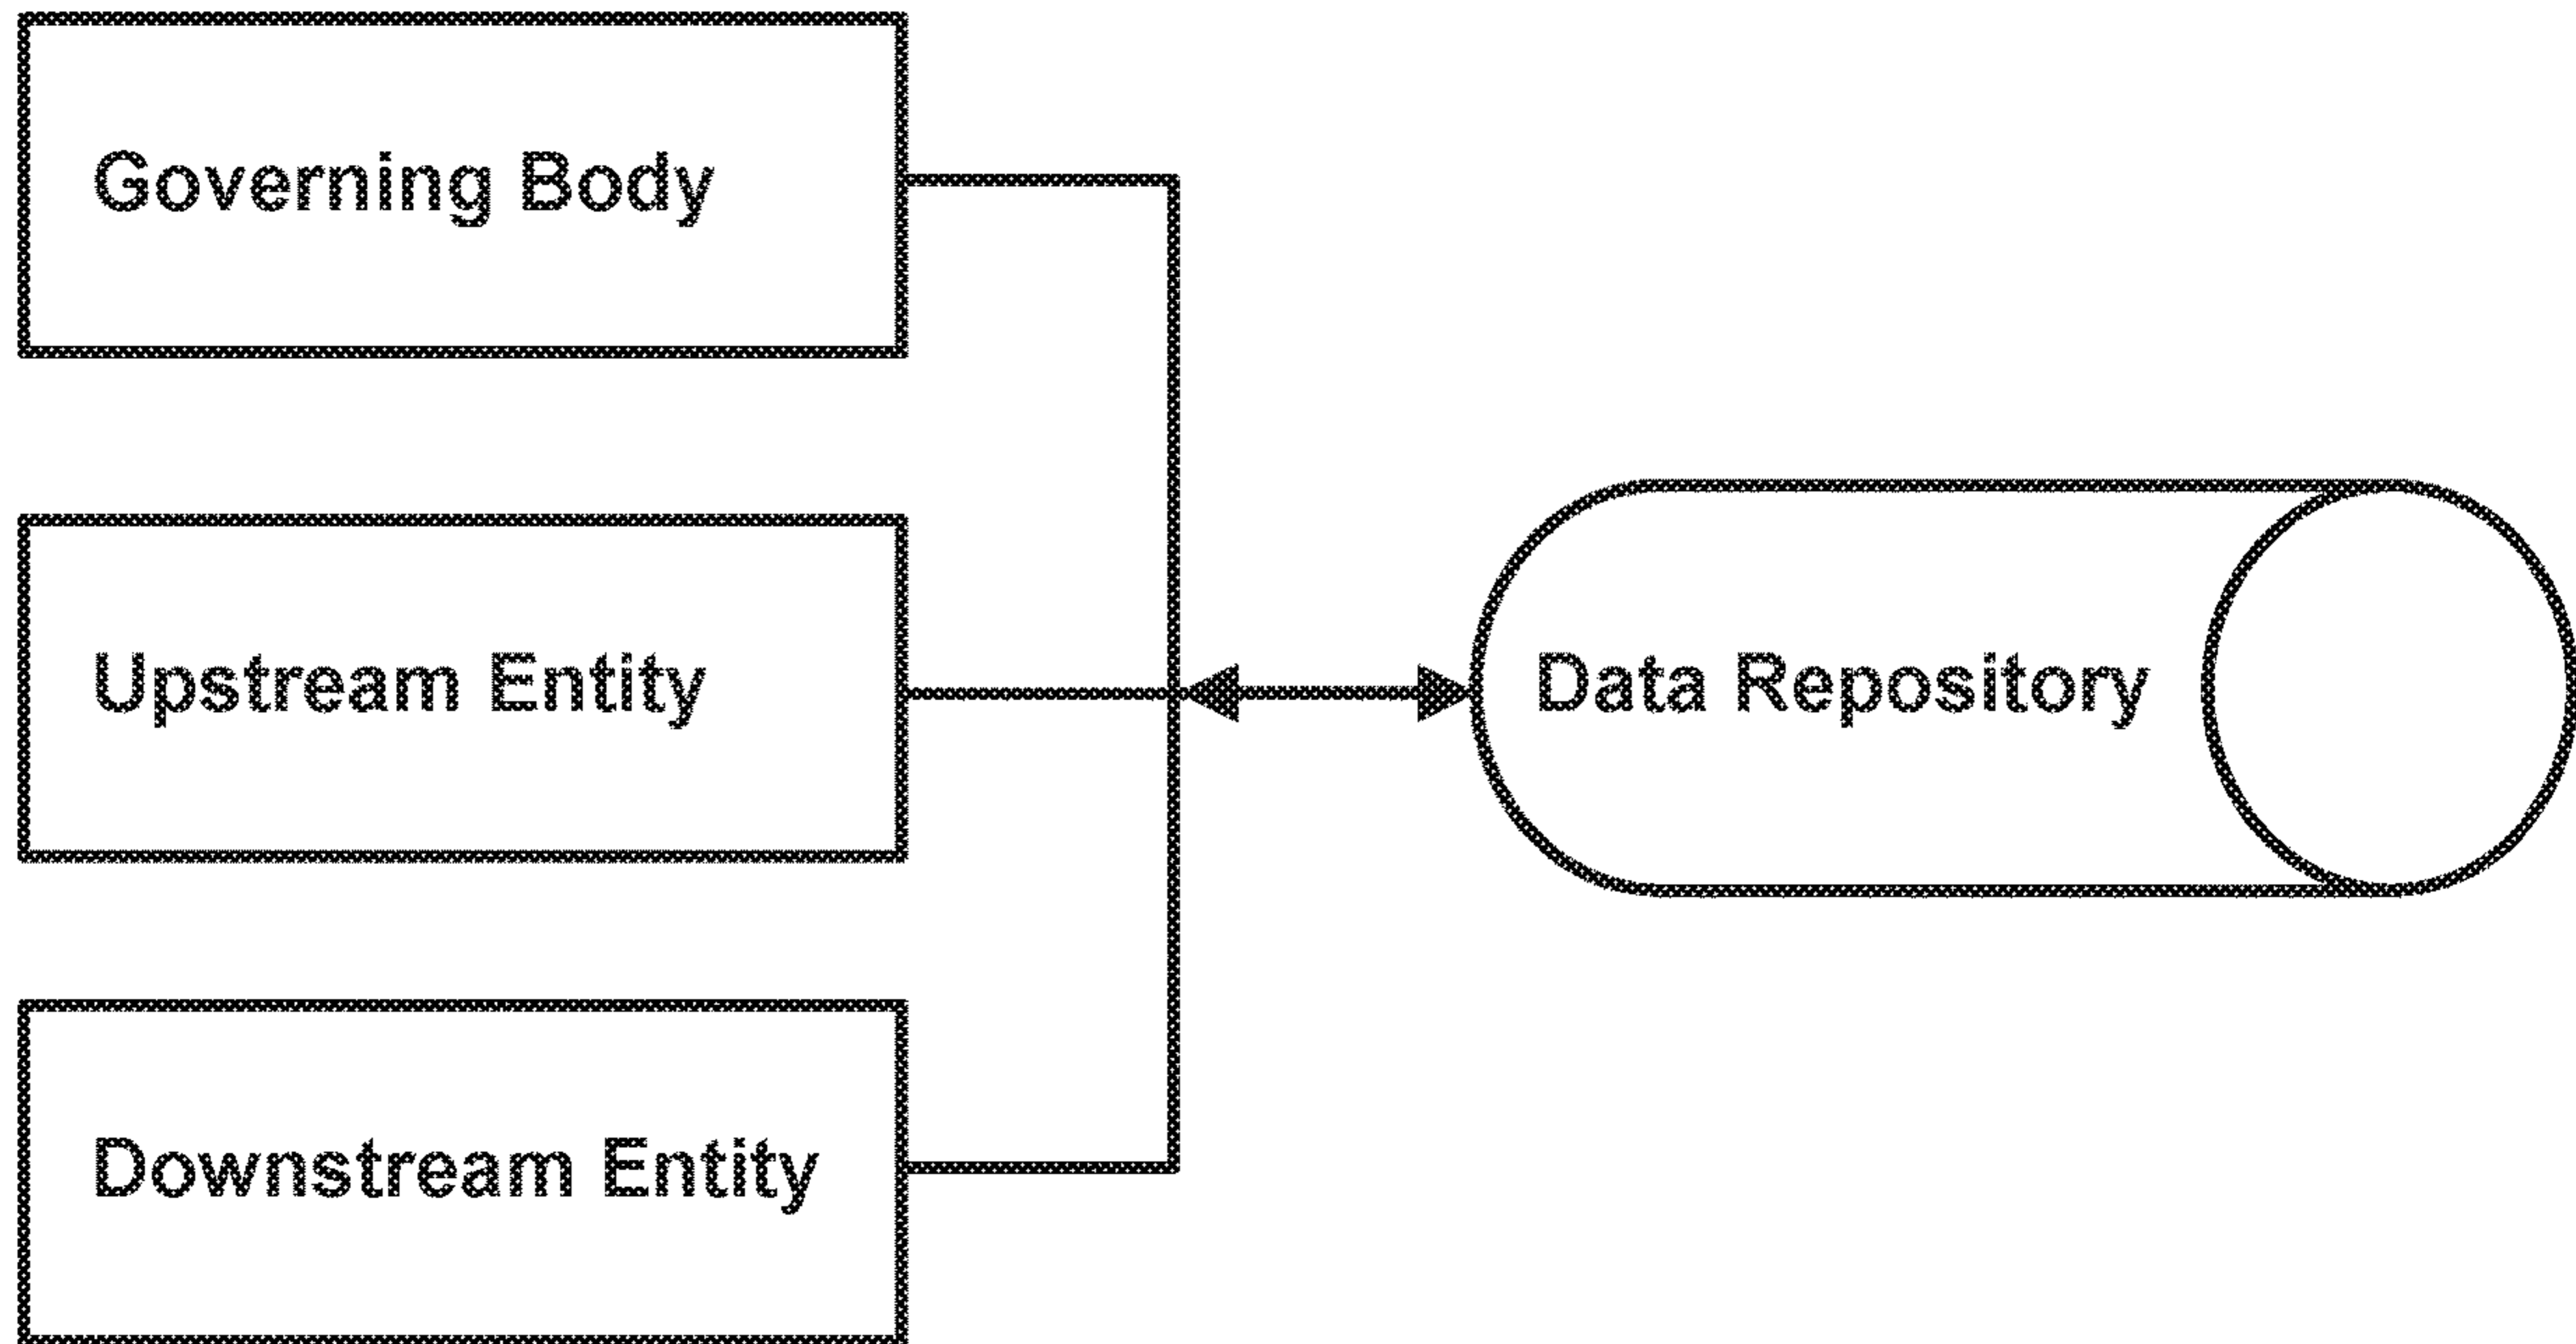 Governing Body
Upstream Entity
Data Repository
Downstream Entity